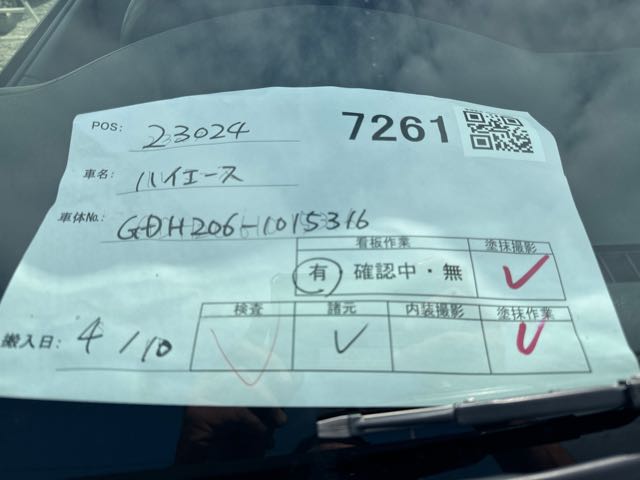 POS: 23024 7261
車名: ハイエース
車体No.: GDH206-1015316
看板作業 塗抹撮影
有 確認中・無 ✓
検査 諸元 内装撮影 塗抹作業
搬入日: 4/10 ✓ ✓ ✓